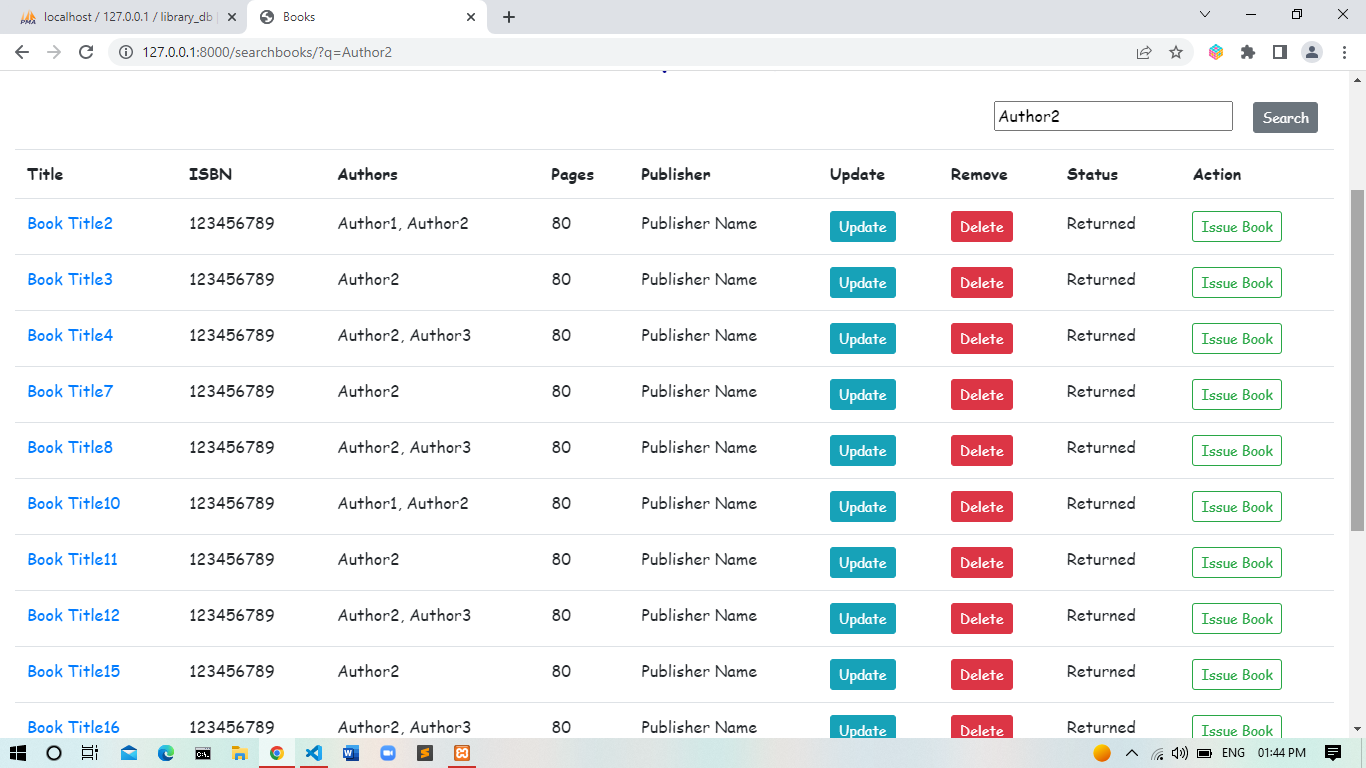 localhost / 127.0.0.1 / library_db
Books
127.0.0.1:8000/searchbooks/?q=Author2
Author2 Search
Title ISBN Authors Pages Publisher Update Remove Status Action
Book Title2 123456789 Author1, Author2 80 Publisher Name Update Delete Returned Issue Book
Book Title3 123456789 Author2 80 Publisher Name Update Delete Returned Issue Book
Book Title4 123456789 Author2, Author3 80 Publisher Name Update Delete Returned Issue Book
Book Title7 123456789 Author2 80 Publisher Name Update Delete Returned Issue Book
Book Title8 123456789 Author2, Author3 80 Publisher Name Update Delete Returned Issue Book
Book Title10 123456789 Author1, Author2 80 Publisher Name Update Delete Returned Issue Book
Book Title11 123456789 Author2 80 Publisher Name Update Delete Returned Issue Book
Book Title12 123456789 Author2, Author3 80 Publisher Name Update Delete Returned Issue Book
Book Title15 123456789 Author2 80 Publisher Name Update Delete Returned Issue Book
Book Title16 123456789 Author2, Author3 80 Publisher Name Update Delete Returned Issue Book
ENG 01:44 PM